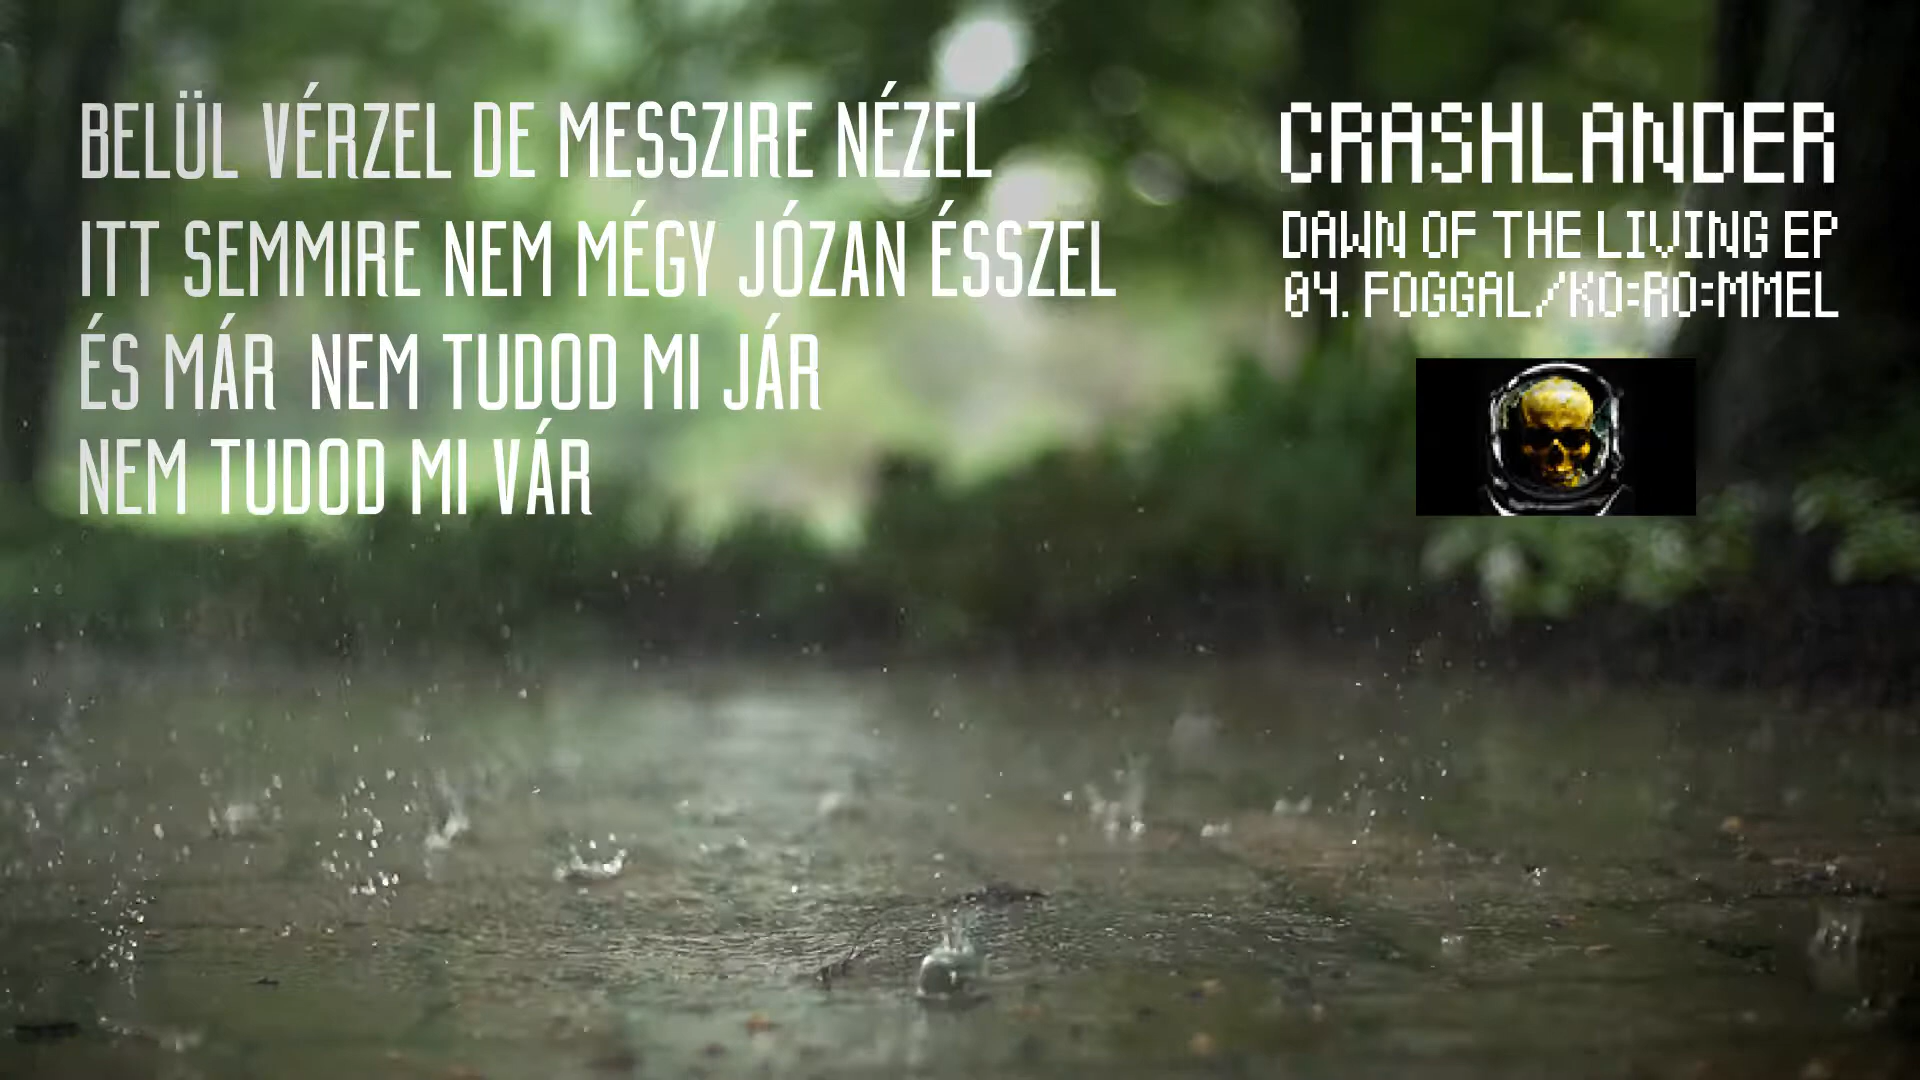 BELÜL VÉRZEL DE MESSZIRE NÉZEL
ITT SEMMIRE NEM MÉGY JÓZAN ÉSSZEL
ÉS MÁR NEM TUDOD MI JÁR
NEM TUDOD MI VÁR
CRASHLANDER
DAWN OF THE LIVING EP
04. FOGGAL/KO:RO:MMEL